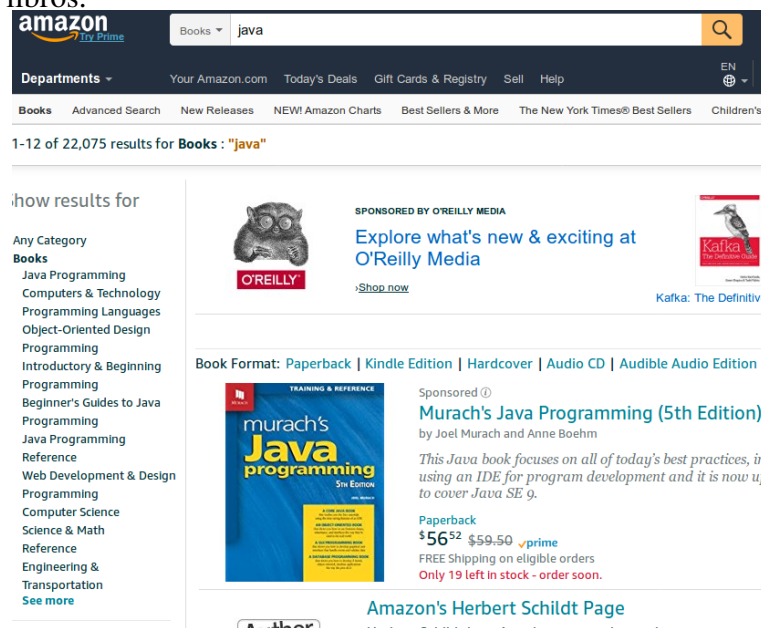 libros.
amazon
Try Prime
Books
java
Departments
Your Amazon.com Today's Deals Gift Cards & Registry Sell Help
EN
Books Advanced Search New Releases NEW! Amazon Charts Best Sellers & More The New York Times® Best Sellers Children's
1-12 of 22,075 results for Books : "java"
Show results for
Any Category
Books
Java Programming
Computers & Technology
Programming Languages
Object-Oriented Design
Programming
Introductory & Beginning
Programming
Beginner's Guides to Java
Programming
Java Programming
Reference
Web Development & Design
Programming
Computer Science
Science & Math
Reference
Engineering &
Transportation
See more
O'REILLY
SPONSORED BY O'REILLY MEDIA
Explore what's new & exciting at
O'Reilly Media
›Shop now
Kafka
The Definitive Guide
Kafka: The Definitiv
Book Format: Paperback | Kindle Edition | Hardcover | Audio CD | Audible Audio Edition
TRAINING & REFERENCE
murach's
Java
programming
5TH EDITION
Sponsored
Murach's Java Programming (5th Edition)
by Joel Murach and Anne Boehm
This Java book focuses on all of today's best practices, in
using an IDE for program development and it is now u
to cover Java SE 9.
Paperback
$56 52 $59.50 prime
FREE Shipping on eligible orders
Only 19 left in stock - order soon.
Amazon's Herbert Schildt Page